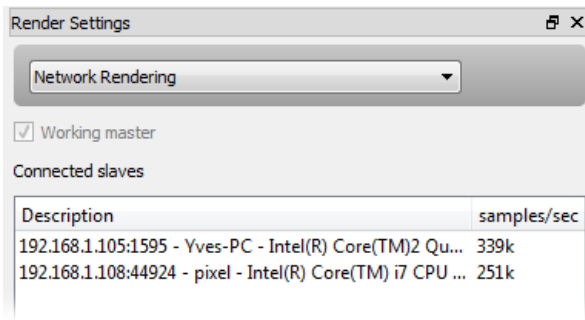 Render Settings
Network Rendering
Working master
Connected slaves
Description samples/sec
192.168.1.105:1595 - Yves-PC - Intel(R) Core(TM)2 Qu... 339k
192.168.1.108:44924 - pixel - Intel(R) Core(TM) i7 CPU ... 251k